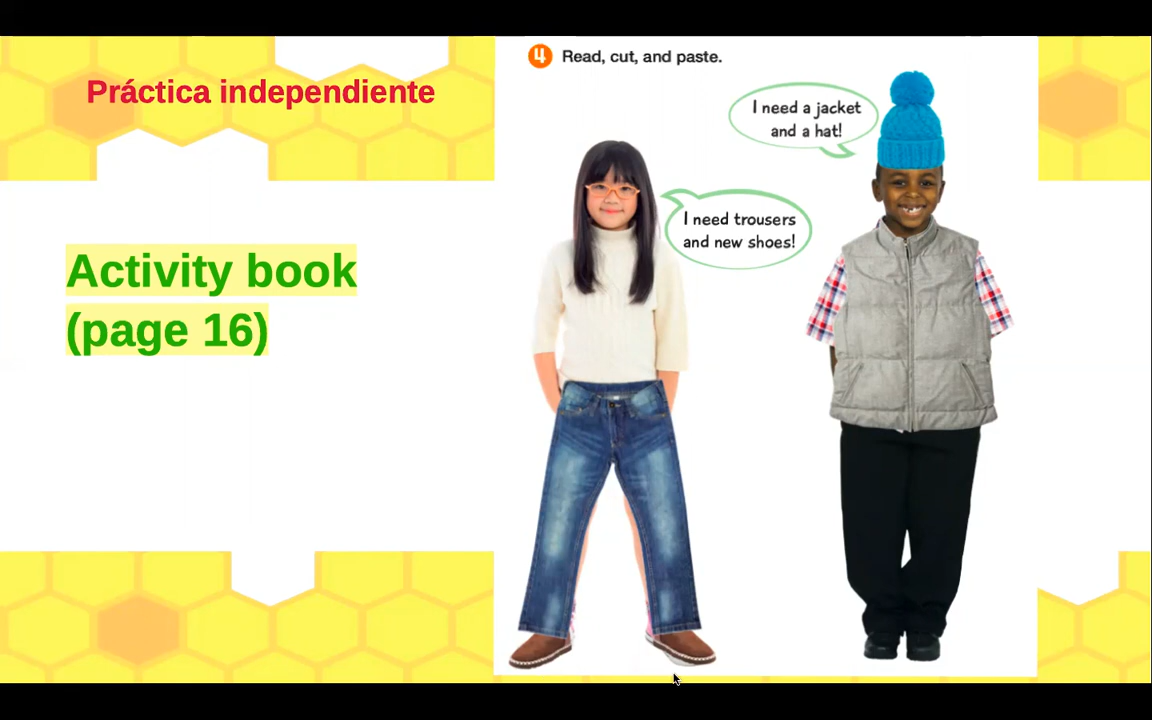 Práctica independiente
Activity book
(page 16)
4 Read, cut, and paste.
I need a jacket
and a hat!
I need trousers
and new shoes!